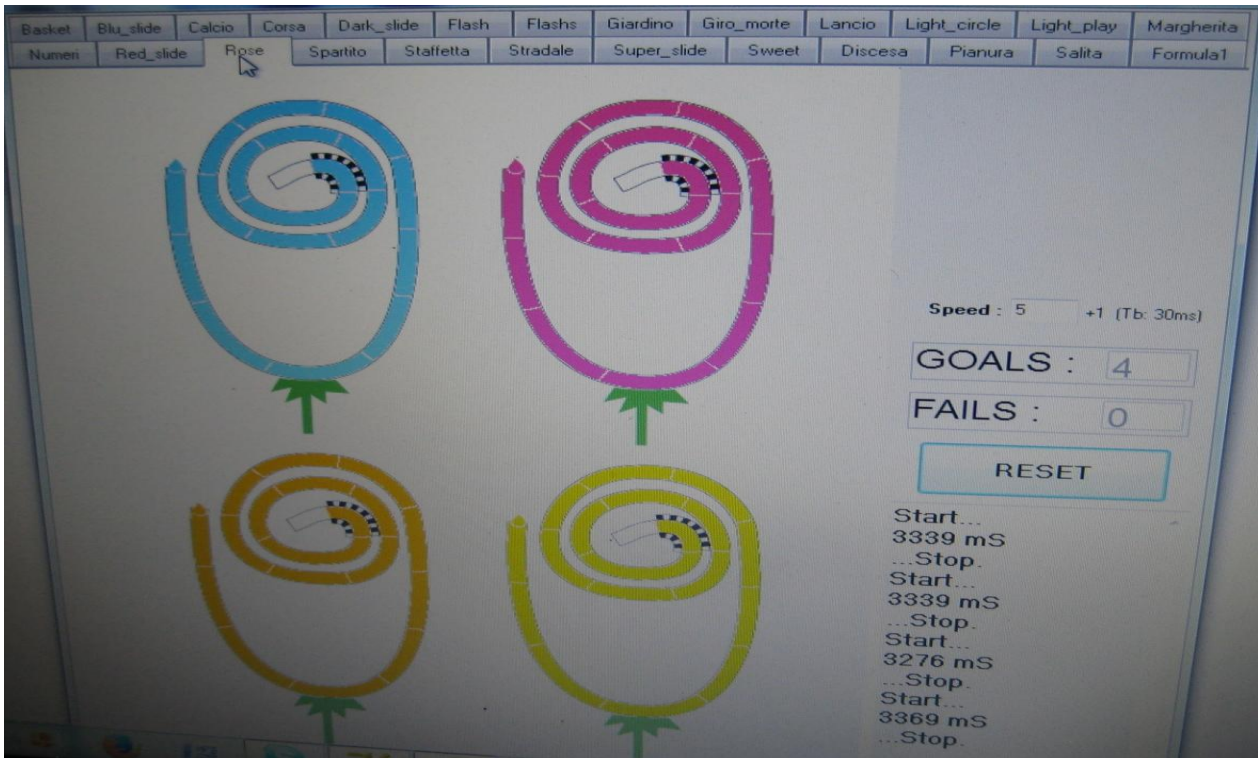 Basket Blu_slide Calcio Corsa Dark_slide Flash Flashs Giardino Giro_morte Lancio Light_circle Light_play Margherita
Numeri Red_slide Rose Spartito Staffetta Stradale Super_slide Sweet Discesa Pianura Salita Formula1
Speed : 5 +1 (Tb: 30ms)
GOALS : 4
FAILS : 0
RESET
Start...
3339 mS
...Stop.
Start...
3339 mS
...Stop.
Start...
3276 mS
...Stop.
Start...
3369 mS
...Stop.